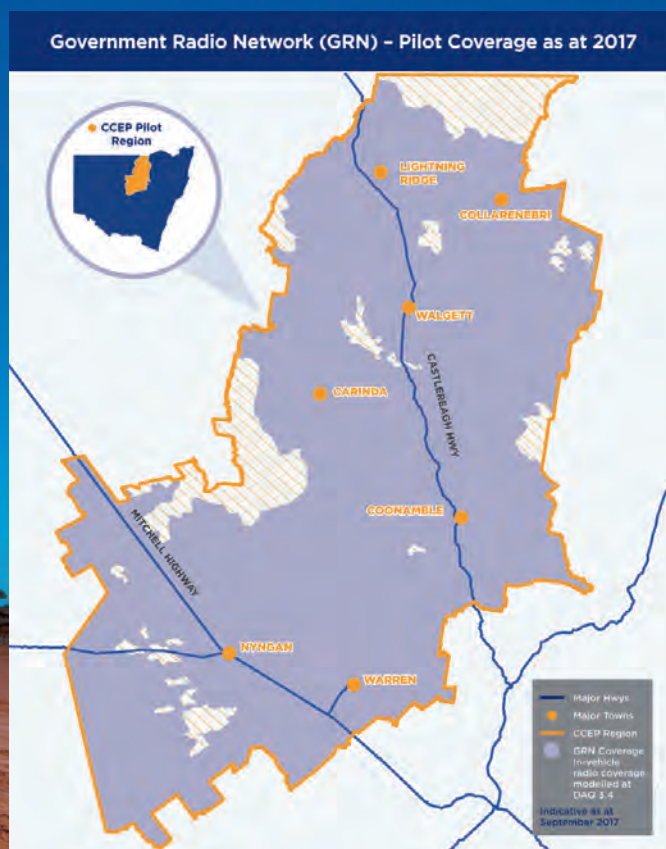 Government Radio Network (GRN) – Pilot Coverage as at 2017
CCEP Pilot
Region
LIGHTNING
RIDGE
COLLARENEBRI
WALGETT
CARINDA
CASTLEREAGH HWY
COONAMBLE
MITCHELL HIGHWAY
NYNGAN
WARREN
Major Hwys
Major Towns
CCEP Region
GRN Coverage
In-vehicle
radio coverage
modelled at
DAQ 3.4
Indicative as at
September 2017